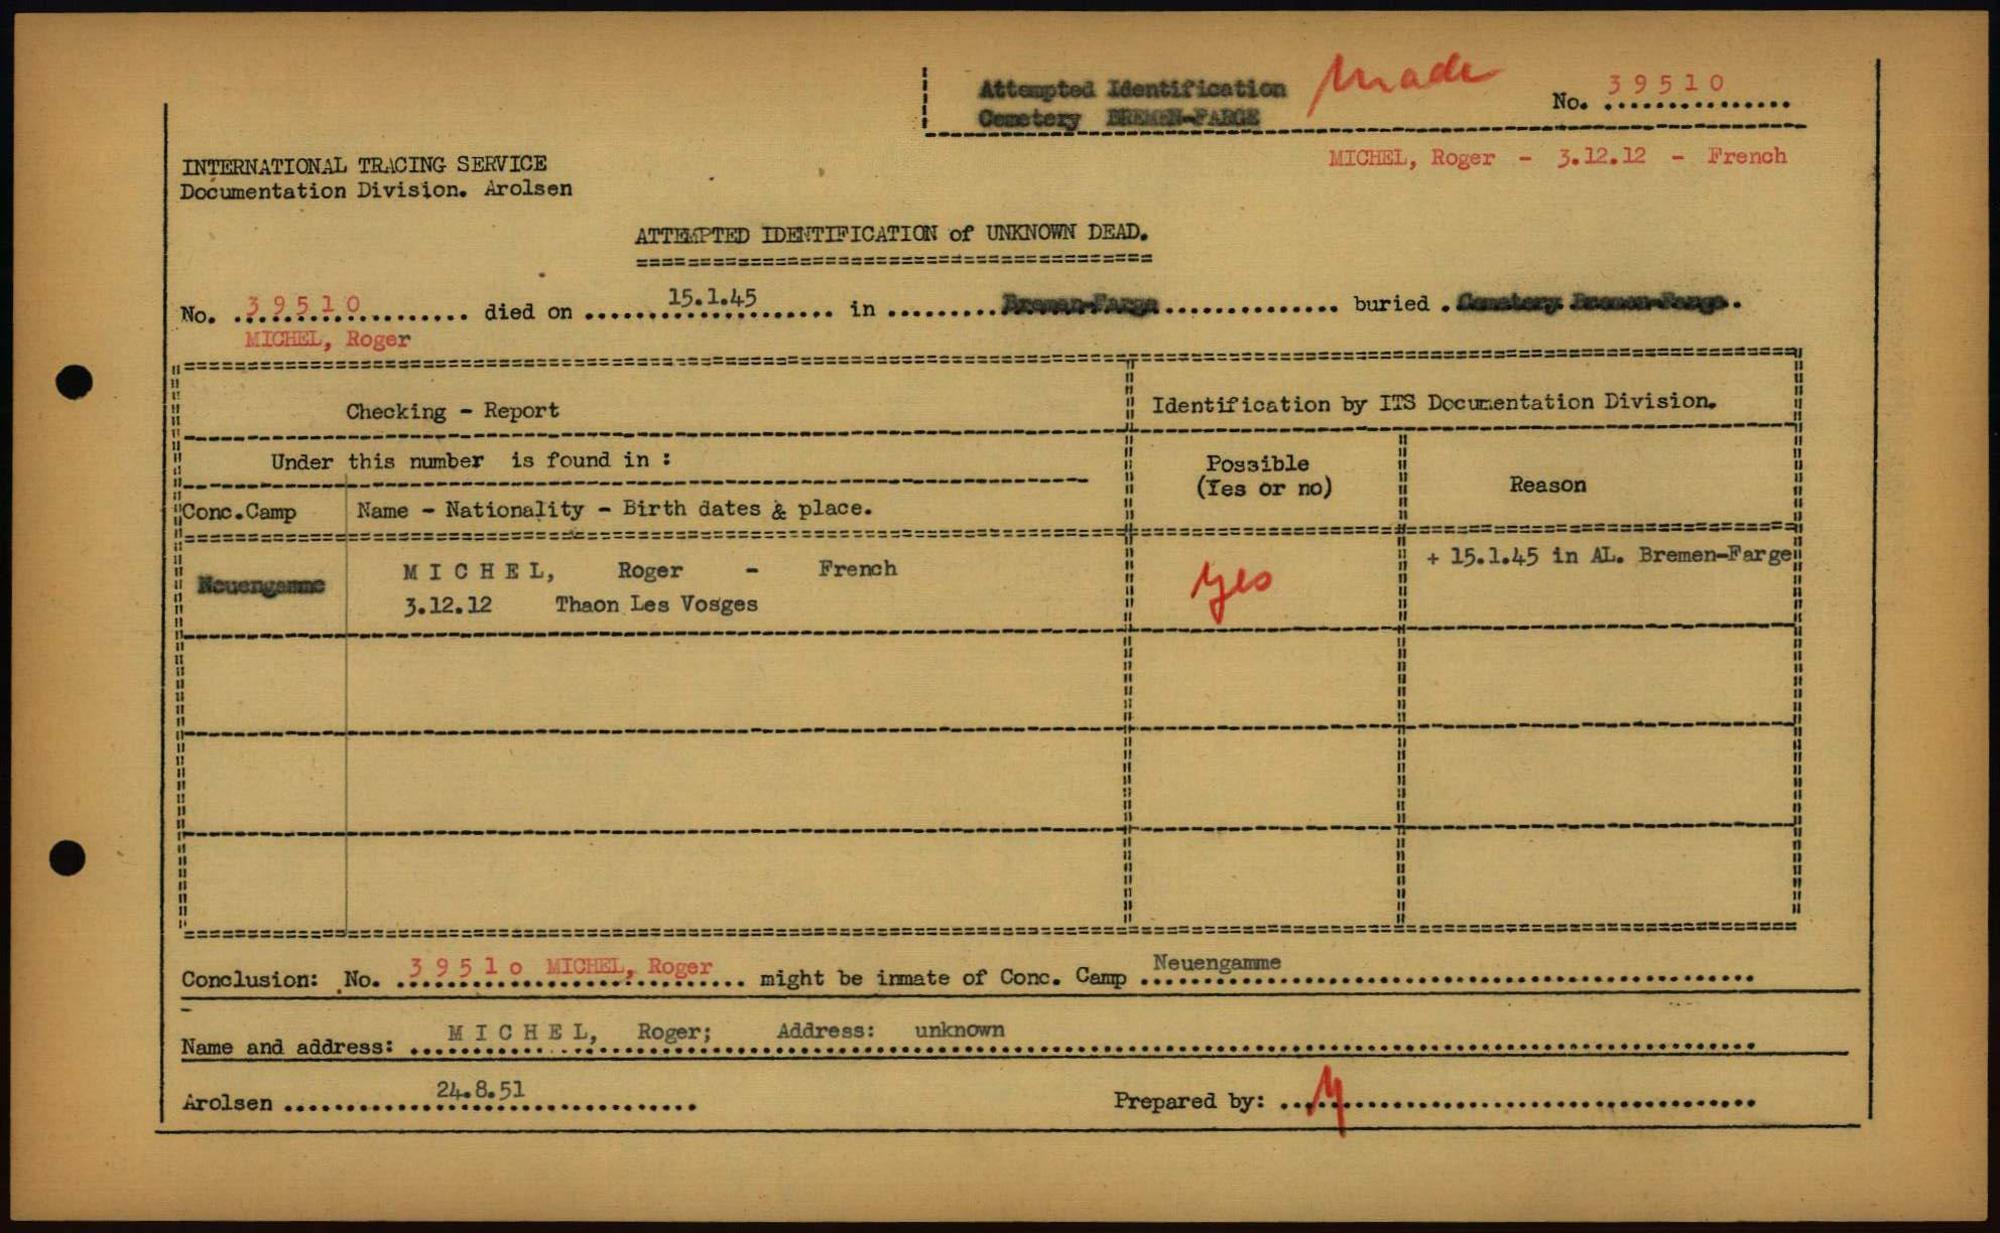 Attempted Identification made
Cemetery BREMEN-FARGE
No. 39510
MICHEL, Roger - 3.12.12 - French
INTERNATIONAL TRACING SERVICE
Documentation Division. Arolsen
ATTEMPTED IDENTIFICATION of UNKNOWN DEAD.
No. 39510 died on 15.1.45 in Bremen-Farge buried Cemetery Bremen-Farge.
MICHEL, Roger
Checking - Report
Identification by ITS Documentation Division.
Under this number is found in :
Possible
(Yes or no)
Reason
Conc.Camp Name - Nationality - Birth dates & place.
Neuengamme
M I C H E L, Roger - French
3.12.12 Thaon Les Vosges
yes
+ 15.1.45 in AL. Bremen-Farge
Conclusion: No. 3 9 5 1 o MICHEL, Roger might be inmate of Conc. Camp Neuengamme
Name and address: M I C H E L, Roger; Address: unknown
Arolsen 24.8.51
Prepared by: